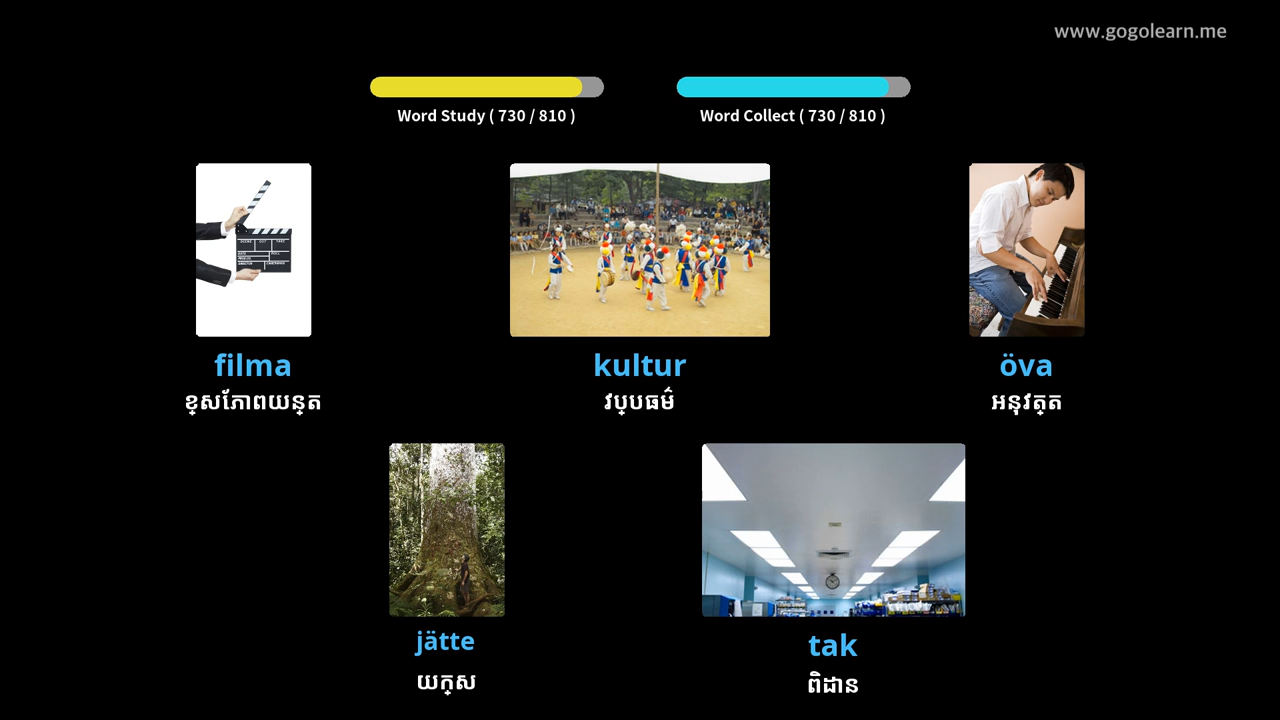 www.gogolearn.me
Word Study ( 730 / 810 )
Word Collect ( 730 / 810 )
filma
ខ្សែភាពយន្ត
kultur
វប្បធម៌
öva
អនុវត្ត
jätte
យក្ស
tak
ពិដាន